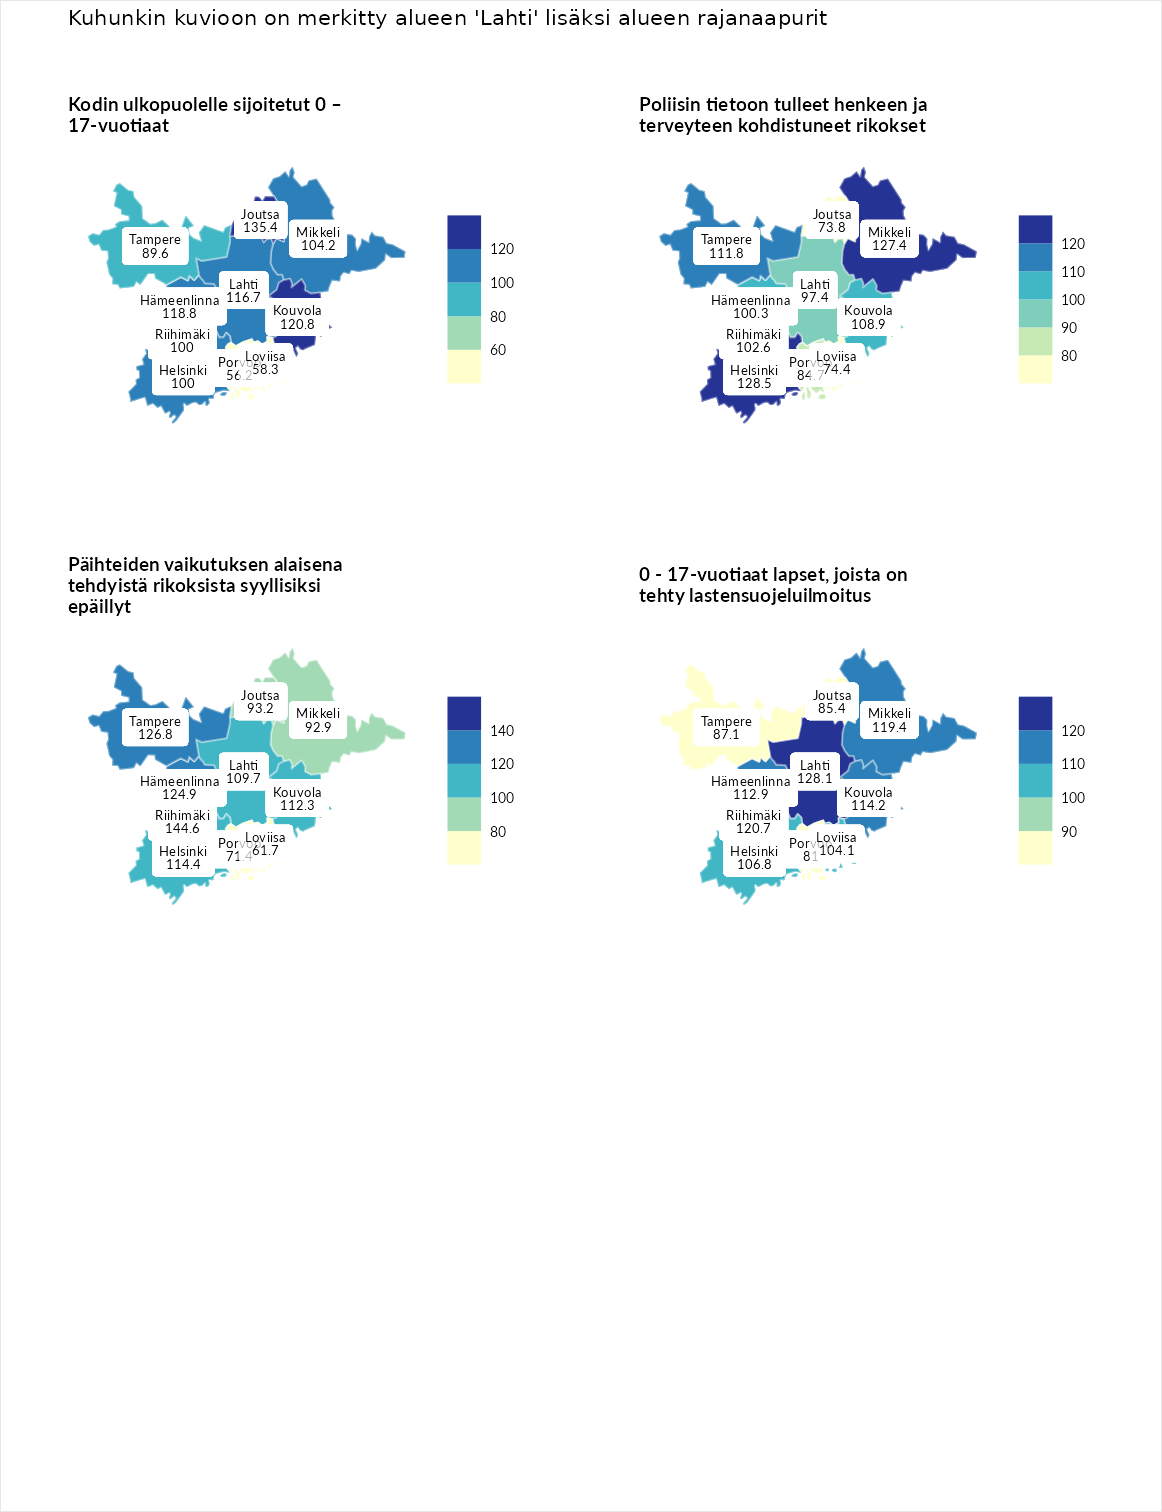 Kuhunkin kuvioon on merkitty alueen 'Lahti' lisäksi alueen rajanaapurit
Kodin ulkopuolelle sijoitetut 0 –
17-vuotiaat
Joutsa
135.4
Mikkeli
104.2
Tampere
89.6
Lahti
116.7
Hämeenlinna
118.8
Kouvola
120.8
Riihimäki
100
Loviisa
58.3
56.2
Helsinki
100
120
100
80
60
Poliisin tietoon tulleet henkeen ja
terveyteen kohdistuneet rikokset
Joutsa
73.8
Mikkeli
127.4
Tampere
111.8
Lahti
97.4
Hämeenlinna
100.3
Kouvola
108.9
Riihimäki
102.6
Loviisa
74.4
84.7
Helsinki
128.5
120
110
100
90
80
Päihteiden vaikutuksen alaisena
tehdyistä rikoksista syyllisiksi
epäillyt
Joutsa
93.2
Mikkeli
92.9
Tampere
126.8
Lahti
109.7
Hämeenlinna
124.9
Kouvola
112.3
Riihimäki
144.6
Loviisa
61.7
71.4
Helsinki
114.4
140
120
100
80
0 - 17-vuotiaat lapset, joista on
tehty lastensuojeluilmoitus
Joutsa
85.4
Mikkeli
119.4
Tampere
87.1
Lahti
128.1
Hämeenlinna
112.9
Kouvola
114.2
Riihimäki
120.7
Loviisa
104.1
Helsinki
106.8
120
110
100
90